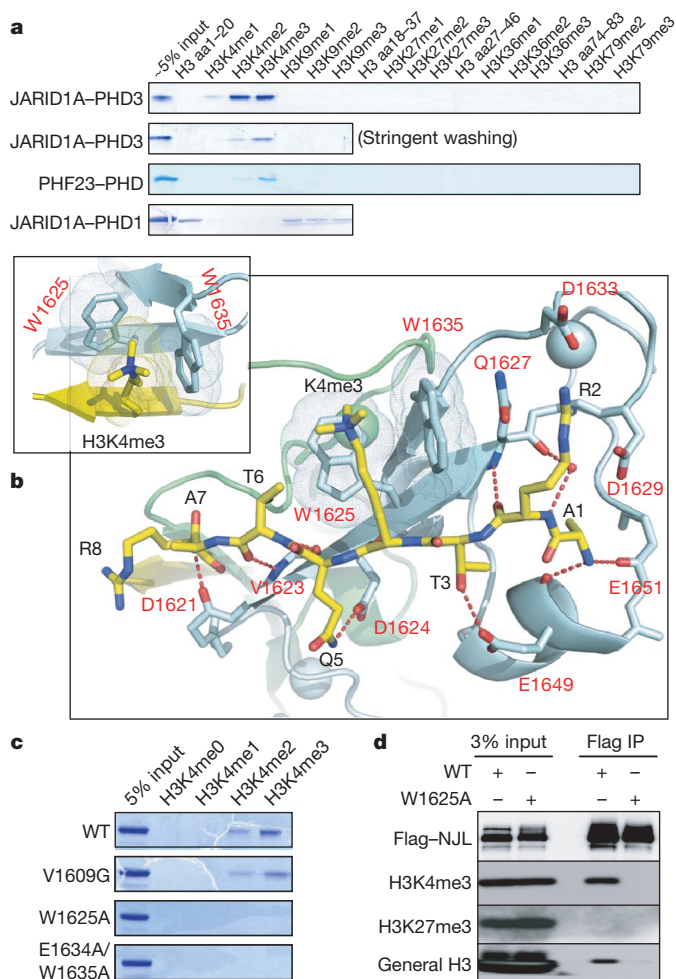 a
~5% input
H3 aa1–20
H3K4me1
H3K4me2
H3K4me3
H3K9me1
H3K9me2
H3K9me3
H3 aa18–37
H3K27me1
H3K27me2
H3K27me3
H3 aa27–46
H3K36me1
H3K36me2
H3K36me3
H3 aa74–83
H3K79me2
H3K79me3
JARID1A–PHD3
JARID1A–PHD3 (Stringent washing)
PHF23–PHD
JARID1A–PHD1
W1625
W1635
H3K4me3
b
D1633
W1635
Q1627
K4me3
R2
T6
A7
W1625
D1629
A1
R8
V1623
T3
E1651
D1621
D1624
Q5
E1649
c
5% input
H3K4me0
H3K4me1
H3K4me2
H3K4me3
WT
V1609G
W1625A
E1634A/
W1635A
d
3% input Flag IP
WT + – + –
W1625A – + – +
Flag–NJL
H3K4me3
H3K27me3
General H3